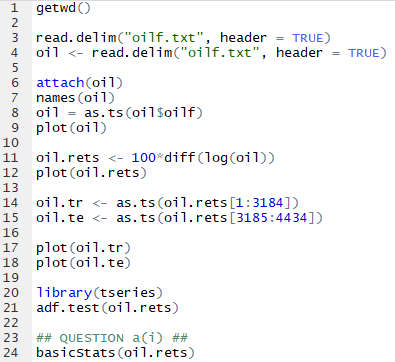 1 getwd()
2
3 read.delim("oilf.txt", header = TRUE)
4 oil <- read.delim("oilf.txt", header = TRUE)
5
6 attach(oil)
7 names(oil)
8 oil = as.ts(oil$oilf)
9 plot(oil)
10
11 oil.rets <- 100*diff(log(oil))
12 plot(oil.rets)
13
14 oil.tr <- as.ts(oil.rets[1:3184])
15 oil.te <- as.ts(oil.rets[3185:4434])
16
17 plot(oil.tr)
18 plot(oil.te)
19
20 library(tseries)
21 adf.test(oil.rets)
22
23 ## QUESTION a(i) ##
24 basicStats(oil.rets)